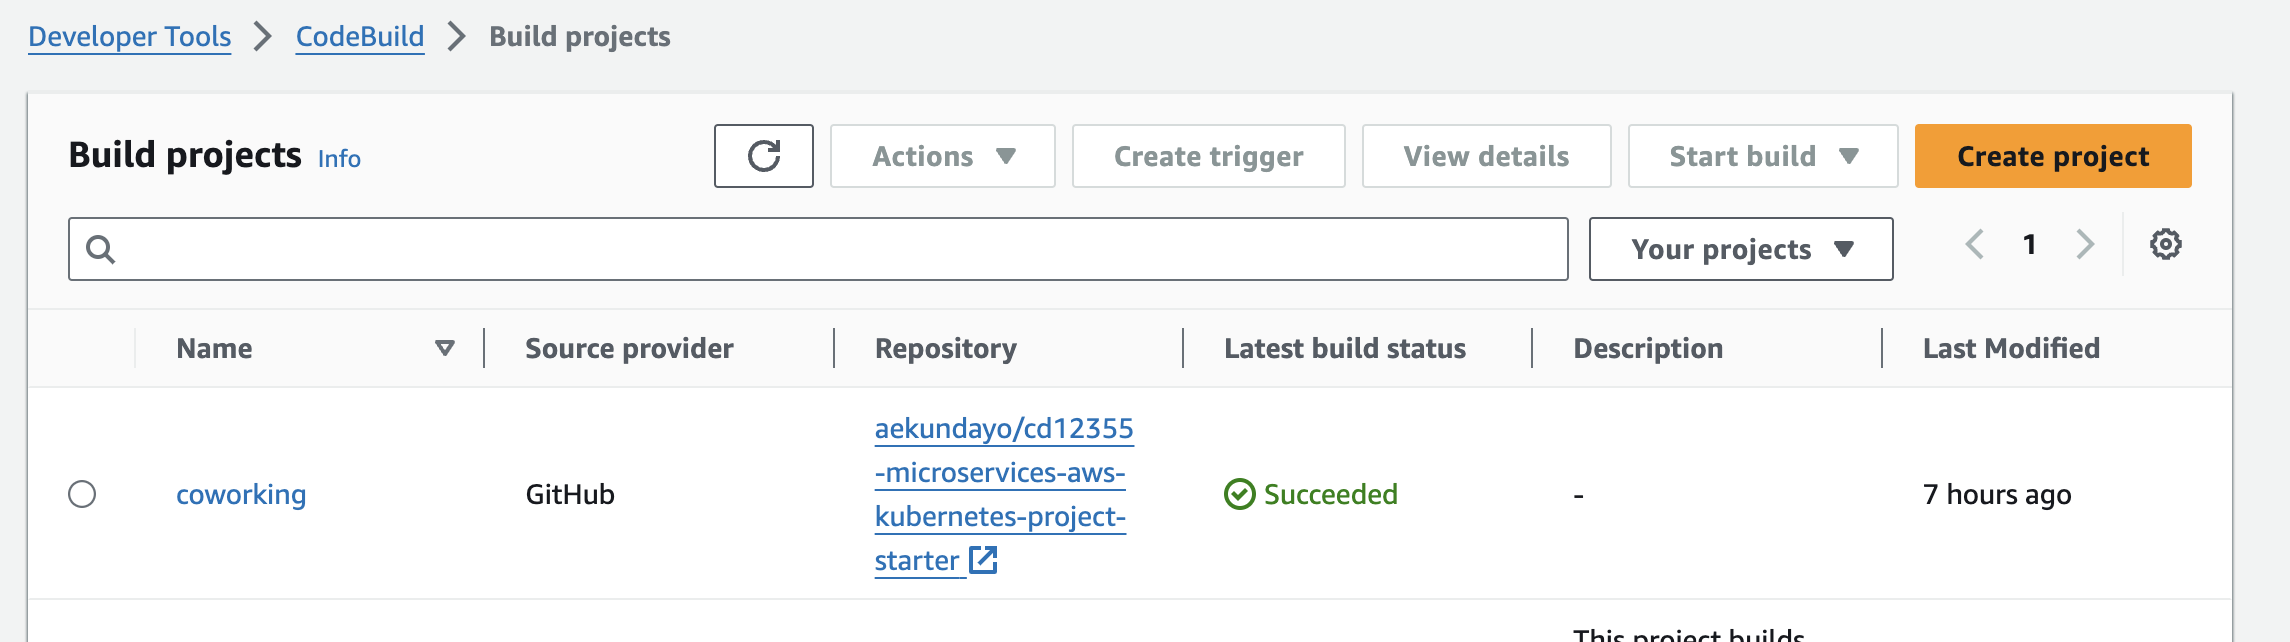 Developer Tools > CodeBuild > Build projects
Build projects Info Actions Create trigger View details Start build Create project
Your projects 1
Name Source provider Repository Latest build status Description Last Modified
aekundayo/cd12355
-microservices-aws-
coworking GitHub kubernetes-project- Succeeded - 7 hours ago
starter
This project builds